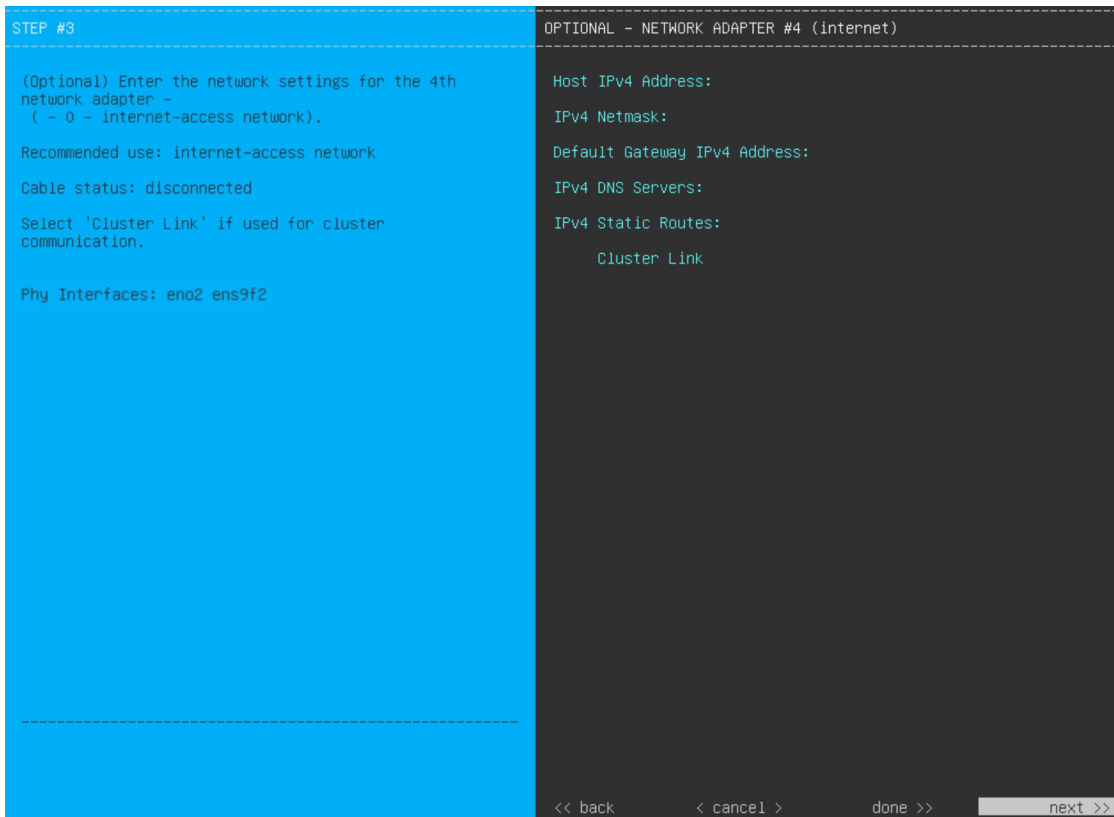 STEP #3
(Optional) Enter the network settings for the 4th
network adapter -
( - O - internet-access network).
Recommended use: internet-access network
Cable status: disconnected
Select 'Cluster Link' if used for cluster
communication.
Phy Interfaces: eno2 ens9f2
OPTIONAL - NETWORK ADAPTER #4 (internet)
Host IPv4 Address:
IPv4 Netmask:
Default Gateway IPv4 Address:
IPv4 DNS Servers:
IPv4 Static Routes:
Cluster Link
<< back < cancel > done >> next >>